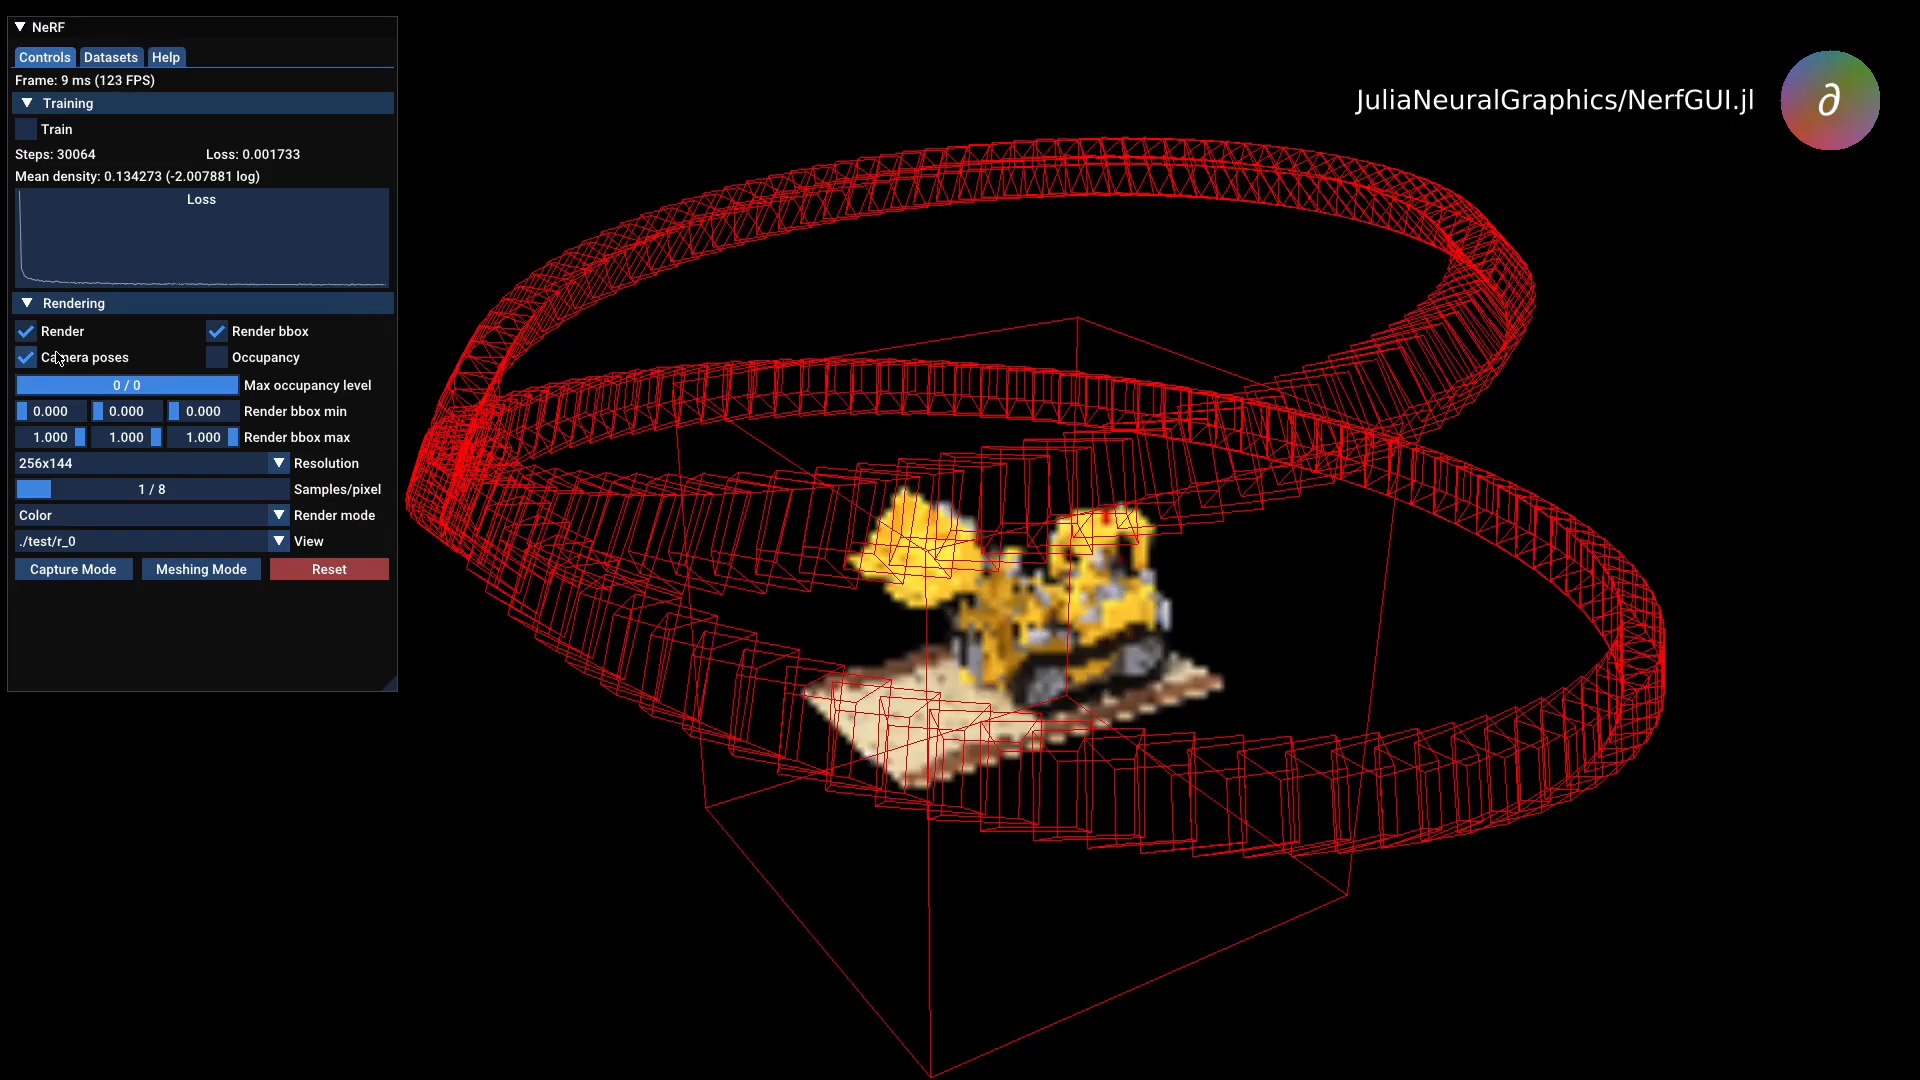 NeRF
Controls Datasets Help
Frame: 9 ms (123 FPS)
Training
Train
Steps: 30064 Loss: 0.001733
Mean density: 0.134273 (-2.007881 log)
Loss
Rendering
Render Render bbox
Camera poses Occupancy
0 / 0 Max occupancy level
0.000 0.000 0.000 Render bbox min
1.000 1.000 1.000 Render bbox max
256x144 Resolution
1 / 8 Samples/pixel
Color Render mode
./test/r_0 View
Capture Mode Meshing Mode Reset
JuliaNeuralGraphics/NerfGUI.jl ∂